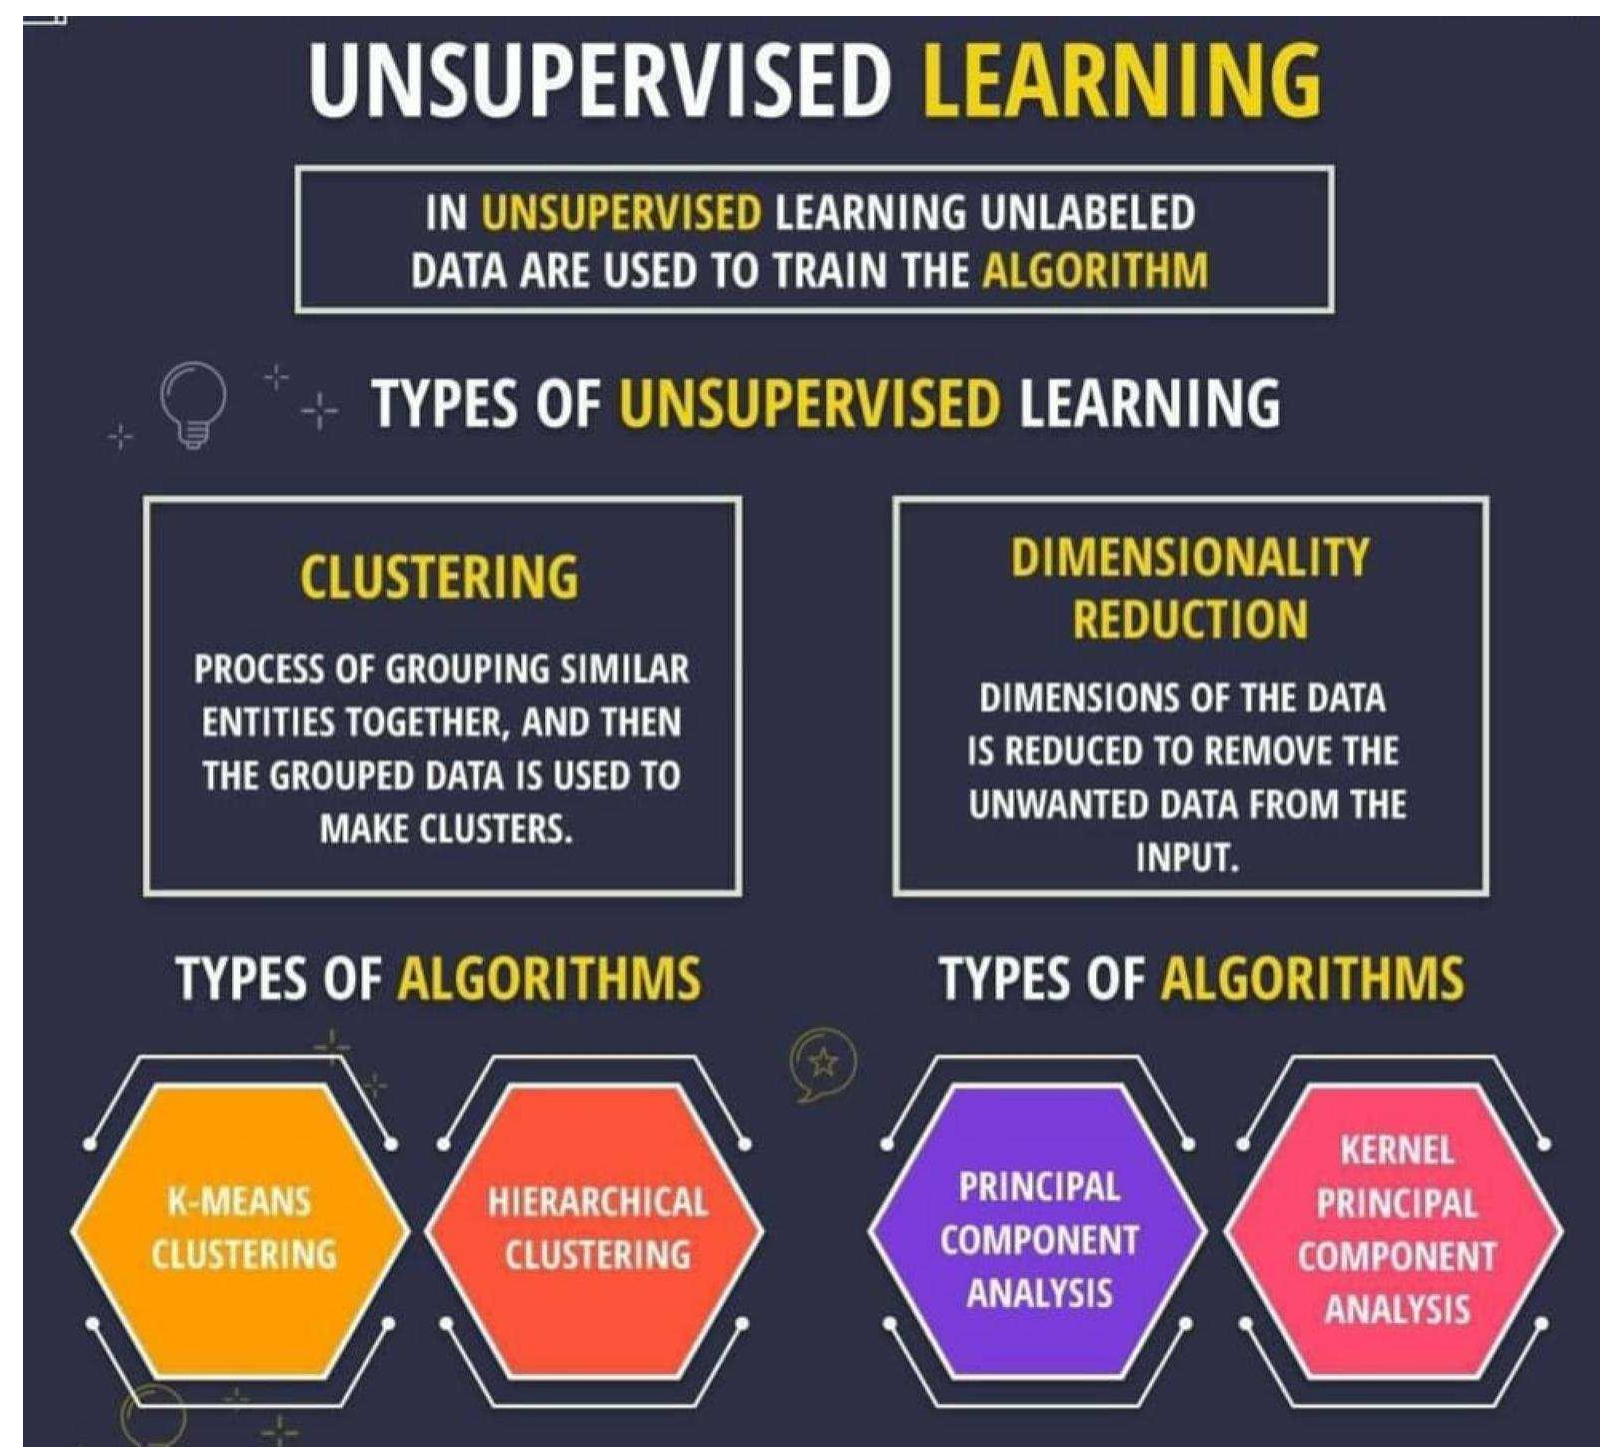 UNSUPERVISED LEARNING
IN UNSUPERVISED LEARNING UNLABELED
DATA ARE USED TO TRAIN THE ALGORITHM
TYPES OF UNSUPERVISED LEARNING
CLUSTERING
PROCESS OF GROUPING SIMILAR
ENTITIES TOGETHER, AND THEN
THE GROUPED DATA IS USED TO
MAKE CLUSTERS.
DIMENSIONALITY
REDUCTION
DIMENSIONS OF THE DATA
IS REDUCED TO REMOVE THE
UNWANTED DATA FROM THE
INPUT.
TYPES OF ALGORITHMS
K-MEANS
CLUSTERING
HIERARCHICAL
CLUSTERING
TYPES OF ALGORITHMS
PRINCIPAL
COMPONENT
ANALYSIS
KERNEL
PRINCIPAL
COMPONENT
ANALYSIS